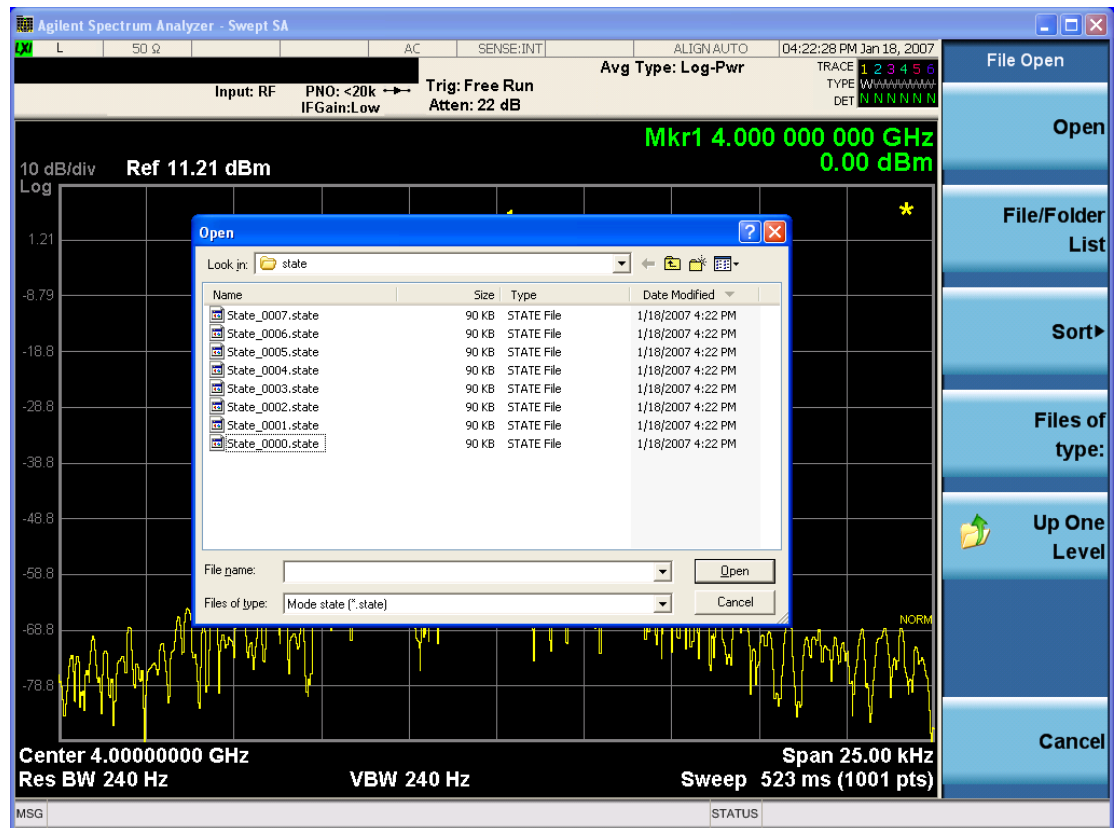 Agilent Spectrum Analyzer - Swept SA
LXI L 50 Ω AC SENSE:INT ALIGN AUTO 04:22:28 PM Jan 18, 2007
Input: RF PNO: <20k Trig: Free Run Avg Type: Log-Pwr TRACE 1 2 3 4 5 6
IFGain:Low Atten: 22 dB TYPE WWWWWW
DET N N N N N N
Mkr1 4.000 000 000 GHz
0.00 dBm
10 dB/div Ref 11.21 dBm
Log
1.21
-8.79
-18.8
-28.8
-38.8
-48.8
-58.8
-68.8
-78.8
*
Open
Look in: state
Name Size Type Date Modified
State_0007.state 90 KB STATE File 1/18/2007 4:22 PM
State_0006.state 90 KB STATE File 1/18/2007 4:22 PM
State_0005.state 90 KB STATE File 1/18/2007 4:22 PM
State_0004.state 90 KB STATE File 1/18/2007 4:22 PM
State_0003.state 90 KB STATE File 1/18/2007 4:22 PM
State_0002.state 90 KB STATE File 1/18/2007 4:22 PM
State_0001.state 90 KB STATE File 1/18/2007 4:22 PM
State_0000.state 90 KB STATE File 1/18/2007 4:22 PM
File name: Open
Files of type: Mode state (*.state) Cancel
NORM
Center 4.00000000 GHz Span 25.00 kHz
Res BW 240 Hz VBW 240 Hz Sweep 523 ms (1001 pts)
MSG STATUS
File Open
Open
File/Folder
List
Sort
Files of
type:
Up One
Level
Cancel